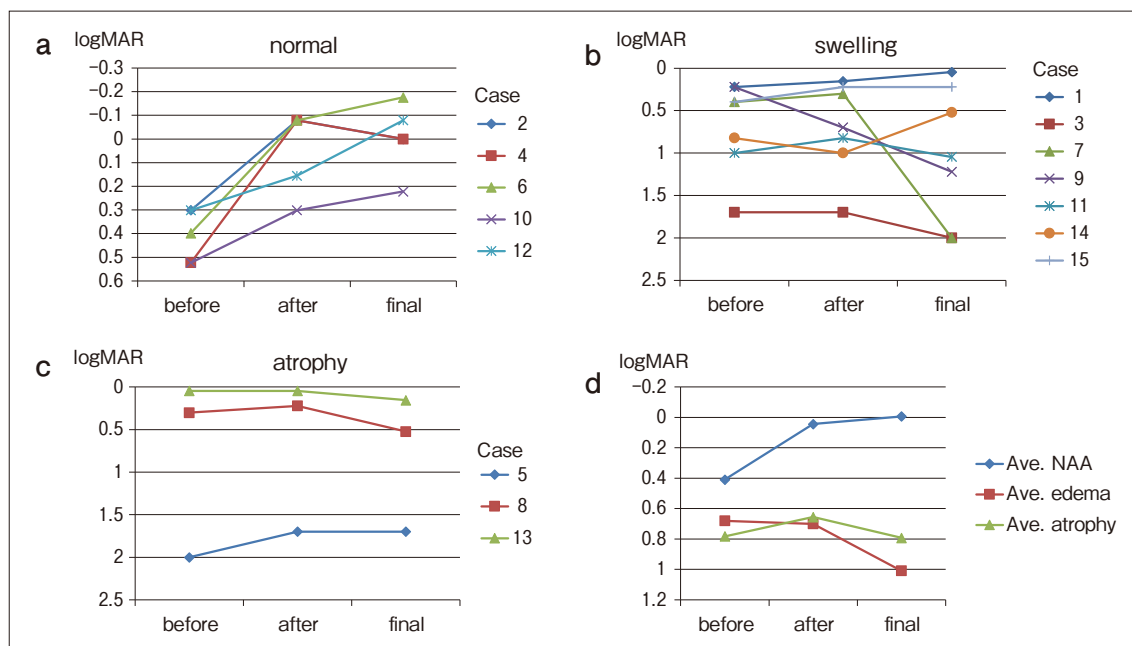 a
logMAR
normal
−0.3
−0.2
−0.1
0
0.1
0.2
0.3
0.4
0.5
0.6
before after final
Case
2
4
6
10
12
b
logMAR
swelling
0
0.5
1
1.5
2
2.5
before after final
Case
1
3
7
9
11
14
15
c
logMAR
atrophy
0
0.5
1
1.5
2
2.5
before after final
Case
5
8
13
d
logMAR
−0.2
0
0.2
0.4
0.6
0.8
1
1.2
before after final
Ave. NAA
Ave. edema
Ave. atrophy